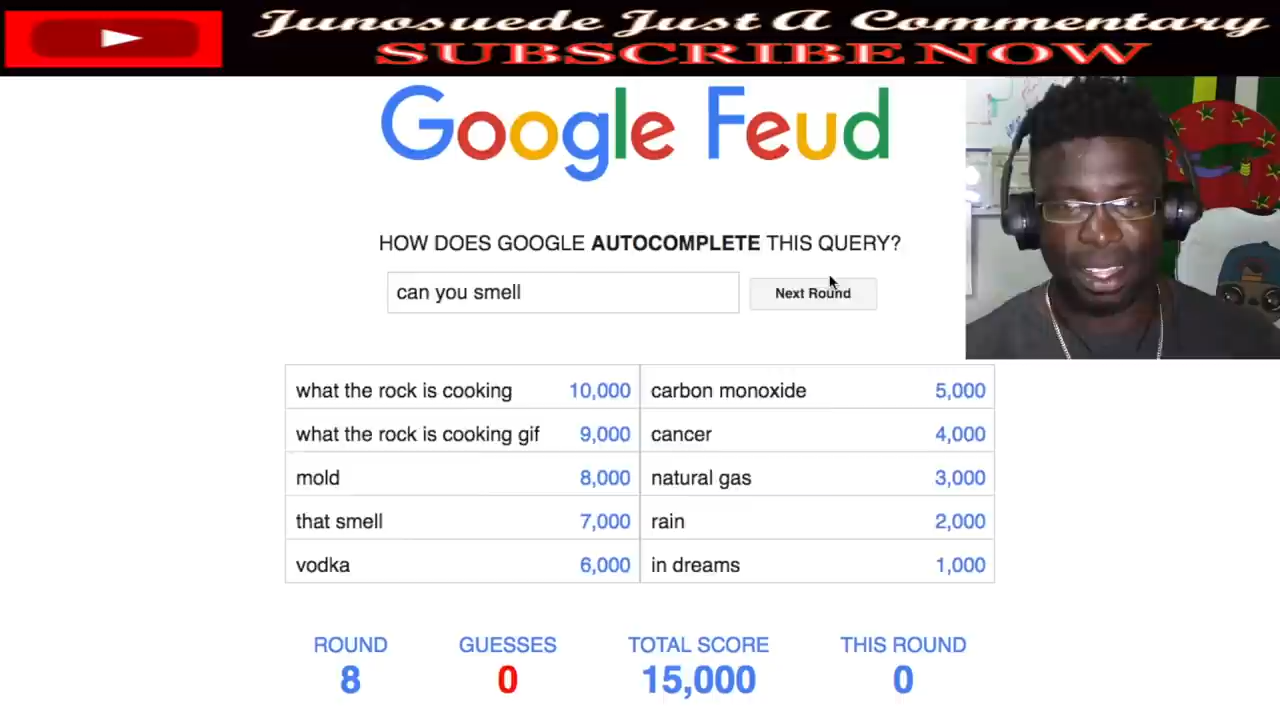 Junosuede Just A Commentary
SUBSCRIBE NOW
Google Feud
HOW DOES GOOGLE AUTOCOMPLETE THIS QUERY?
can you smell
Next Round
what the rock is cooking 10,000
carbon monoxide 5,000
what the rock is cooking gif 9,000
cancer 4,000
mold 8,000
natural gas 3,000
that smell 7,000
rain 2,000
vodka 6,000
in dreams 1,000
ROUND GUESSES TOTAL SCORE THIS ROUND
8 0 15,000 0